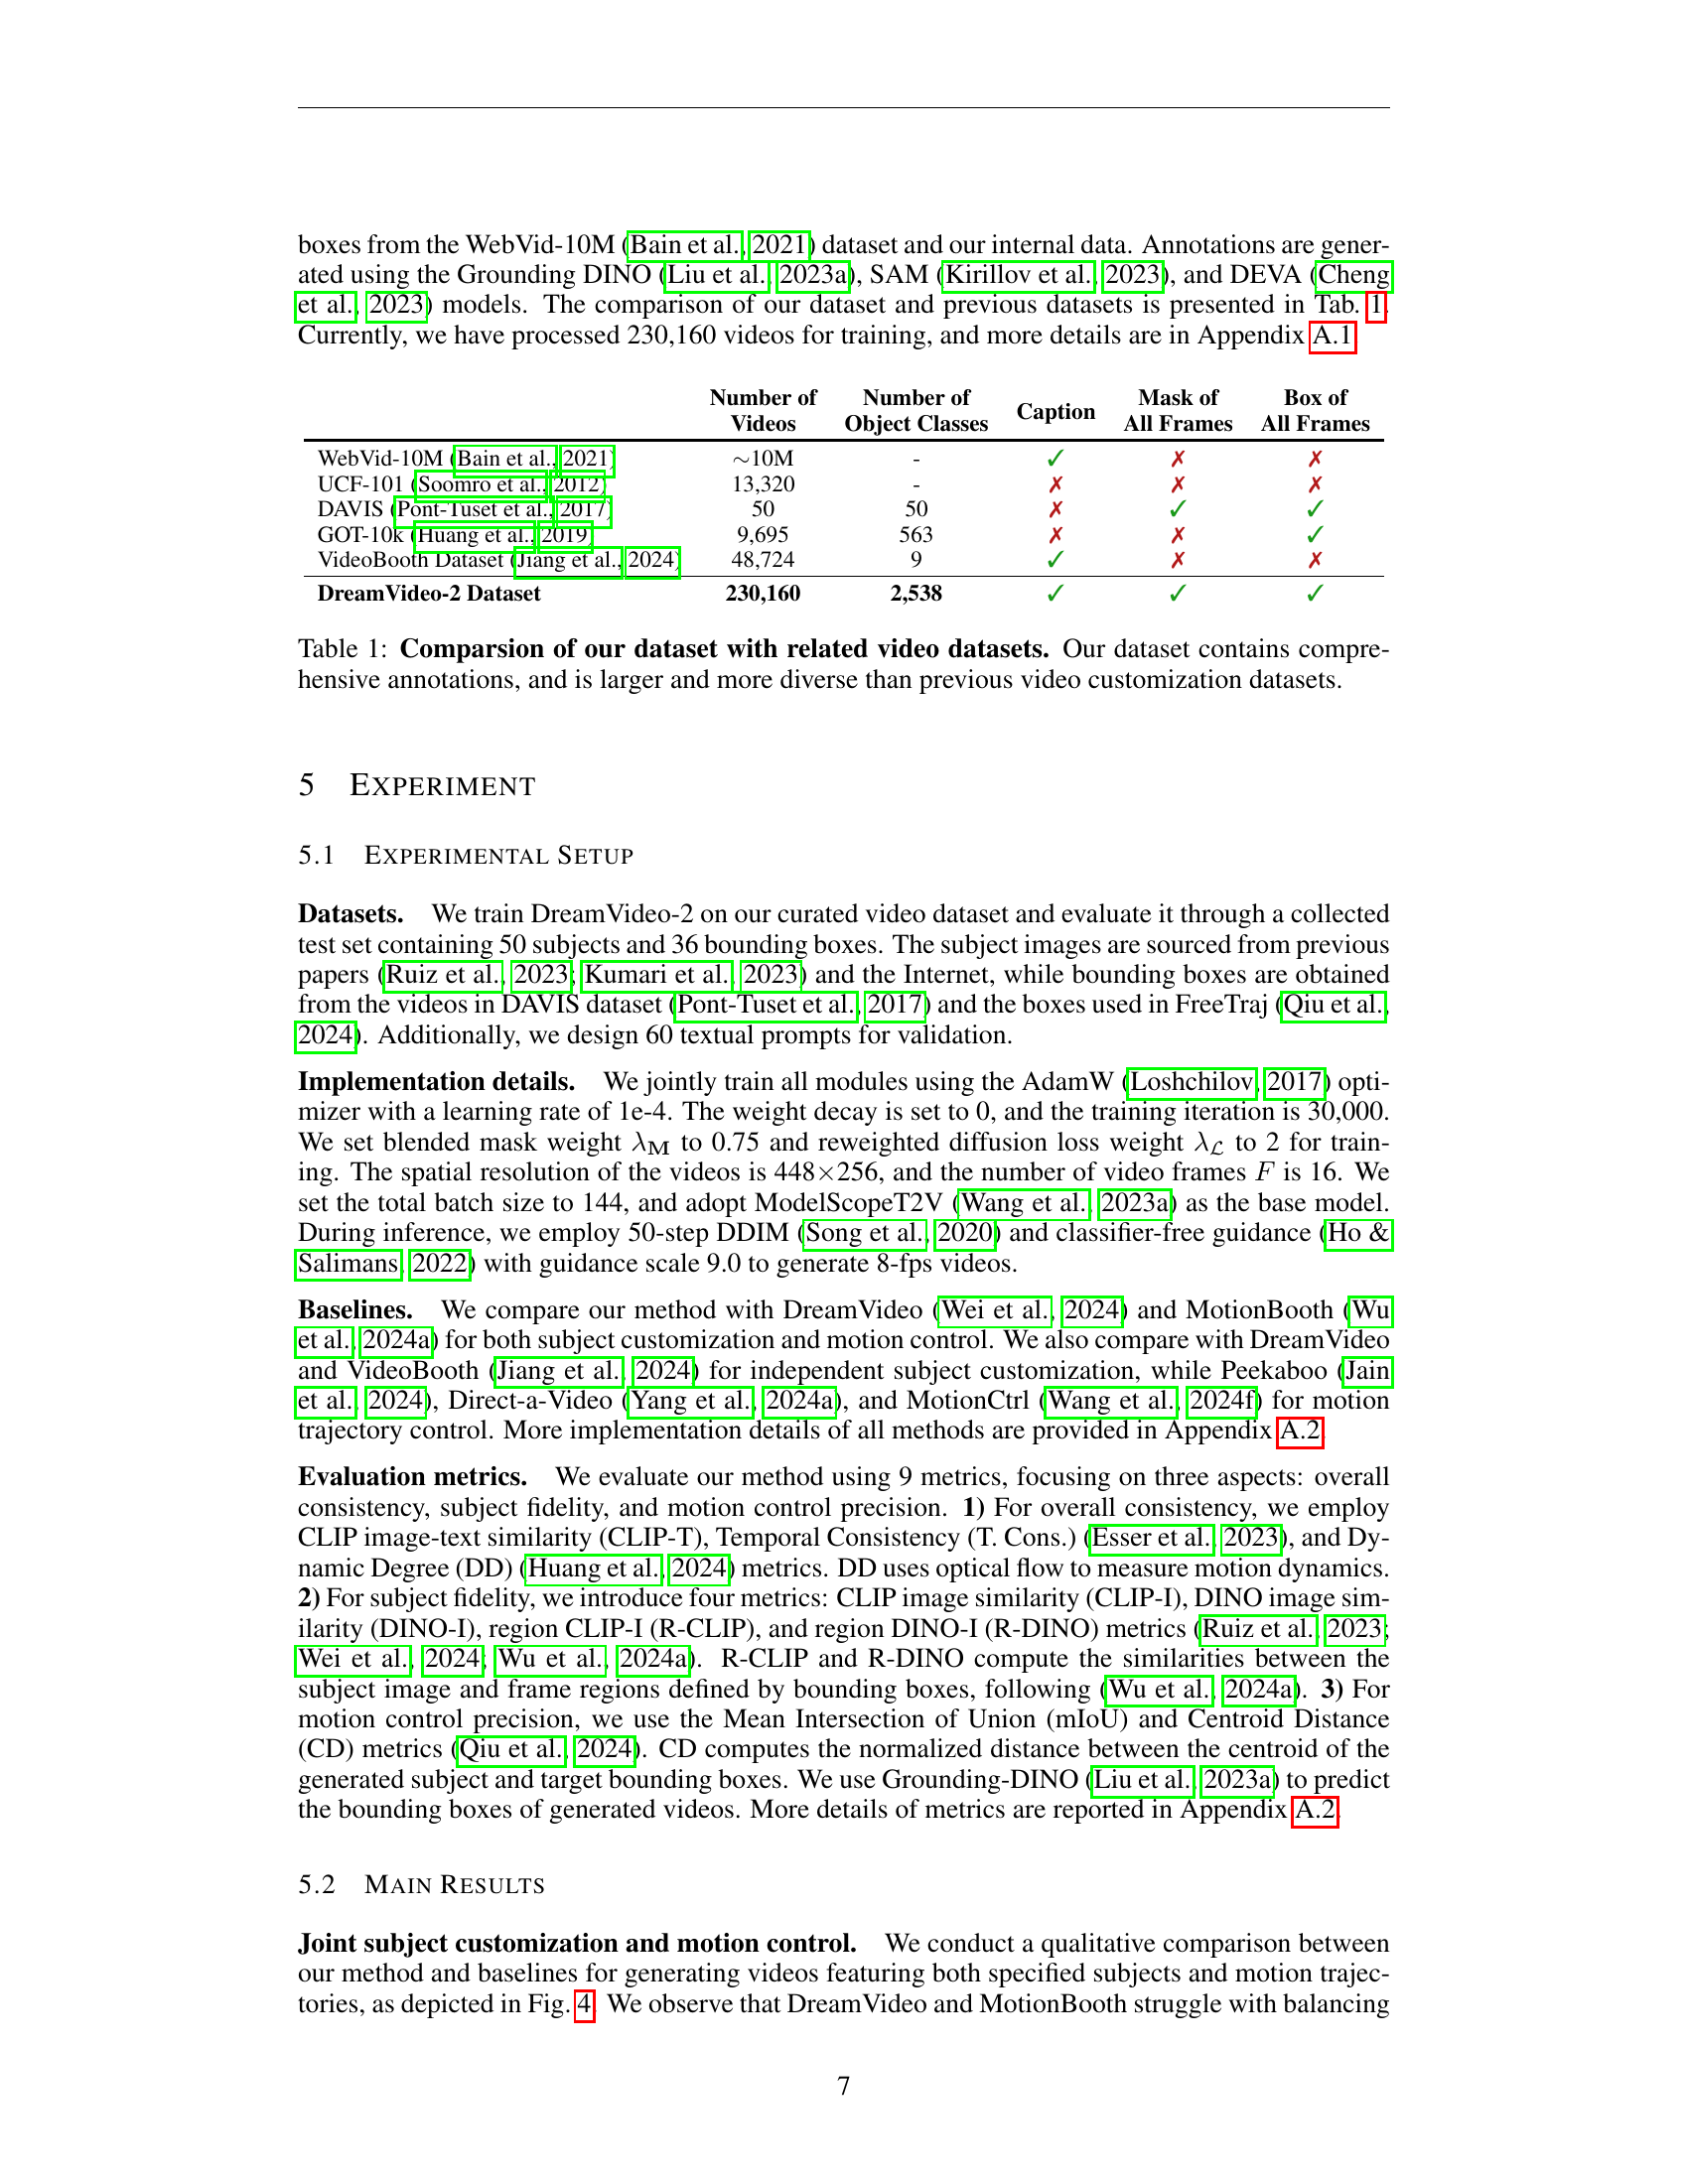 boxes from the WebVid-10M (Bain et al., 2021) dataset and our internal data. Annotations are gener-
ated using the Grounding DINO (Liu et al., 2023a), SAM (Kirillov et al., 2023), and DEVA (Cheng
et al., 2023) models. The comparison of our dataset and previous datasets is presented in Tab. 1.
Currently, we have processed 230,160 videos for training, and more details are in Appendix A.1.
Number of Videos | Number of Object Classes | Caption | Mask of All Frames | Box of All Frames
WebVid-10M (Bain et al., 2021) ∼10M - ✓ ✗ ✗
UCF-101 (Soomro et al., 2012) 13,320 - ✗ ✗ ✗
DAVIS (Pont-Tuset et al., 2017) 50 50 ✗ ✓ ✓
GOT-10k (Huang et al., 2019) 9,695 563 ✗ ✗ ✓
VideoBooth Dataset (Jiang et al., 2024) 48,724 9 ✓ ✗ ✗
DreamVideo-2 Dataset 230,160 2,538 ✓ ✓ ✓
Table 1: Comparsion of our dataset with related video datasets. Our dataset contains compre-
hensive annotations, and is larger and more diverse than previous video customization datasets.
5 EXPERIMENT
5.1 EXPERIMENTAL SETUP
Datasets. We train DreamVideo-2 on our curated video dataset and evaluate it through a collected
test set containing 50 subjects and 36 bounding boxes. The subject images are sourced from previous
papers (Ruiz et al., 2023; Kumari et al., 2023) and the Internet, while bounding boxes are obtained
from the videos in DAVIS dataset (Pont-Tuset et al., 2017) and the boxes used in FreeTraj (Qiu et al.,
2024). Additionally, we design 60 textual prompts for validation.
Implementation details. We jointly train all modules using the AdamW (Loshchilov, 2017) opti-
mizer with a learning rate of 1e-4. The weight decay is set to 0, and the training iteration is 30,000.
We set blended mask weight λ_M to 0.75 and reweighted diffusion loss weight λ_ℒ to 2 for train-
ing. The spatial resolution of the videos is 448×256, and the number of video frames F is 16. We
set the total batch size to 144, and adopt ModelScopeT2V (Wang et al., 2023a) as the base model.
During inference, we employ 50-step DDIM (Song et al., 2020) and classifier-free guidance (Ho &
Salimans, 2022) with guidance scale 9.0 to generate 8-fps videos.
Baselines. We compare our method with DreamVideo (Wei et al., 2024) and MotionBooth (Wu
et al., 2024a) for both subject customization and motion control. We also compare with DreamVideo
and VideoBooth (Jiang et al., 2024) for independent subject customization, while Peekaboo (Jain
et al., 2024), Direct-a-Video (Yang et al., 2024a), and MotionCtrl (Wang et al., 2024f) for motion
trajectory control. More implementation details of all methods are provided in Appendix A.2.
Evaluation metrics. We evaluate our method using 9 metrics, focusing on three aspects: overall
consistency, subject fidelity, and motion control precision. 1) For overall consistency, we employ
CLIP image-text similarity (CLIP-T), Temporal Consistency (T. Cons.) (Esser et al., 2023), and Dy-
namic Degree (DD) (Huang et al., 2024) metrics. DD uses optical flow to measure motion dynamics.
2) For subject fidelity, we introduce four metrics: CLIP image similarity (CLIP-I), DINO image sim-
ilarity (DINO-I), region CLIP-I (R-CLIP), and region DINO-I (R-DINO) metrics (Ruiz et al., 2023;
Wei et al., 2024; Wu et al., 2024a). R-CLIP and R-DINO compute the similarities between the
subject image and frame regions defined by bounding boxes, following (Wu et al., 2024a). 3) For
motion control precision, we use the Mean Intersection of Union (mIoU) and Centroid Distance
(CD) metrics (Qiu et al., 2024). CD computes the normalized distance between the centroid of the
generated subject and target bounding boxes. We use Grounding-DINO (Liu et al., 2023a) to predict
the bounding boxes of generated videos. More details of metrics are reported in Appendix A.2.
5.2 MAIN RESULTS
Joint subject customization and motion control. We conduct a qualitative comparison between
our method and baselines for generating videos featuring both specified subjects and motion trajec-
tories, as depicted in Fig. 4. We observe that DreamVideo and MotionBooth struggle with balancing
7